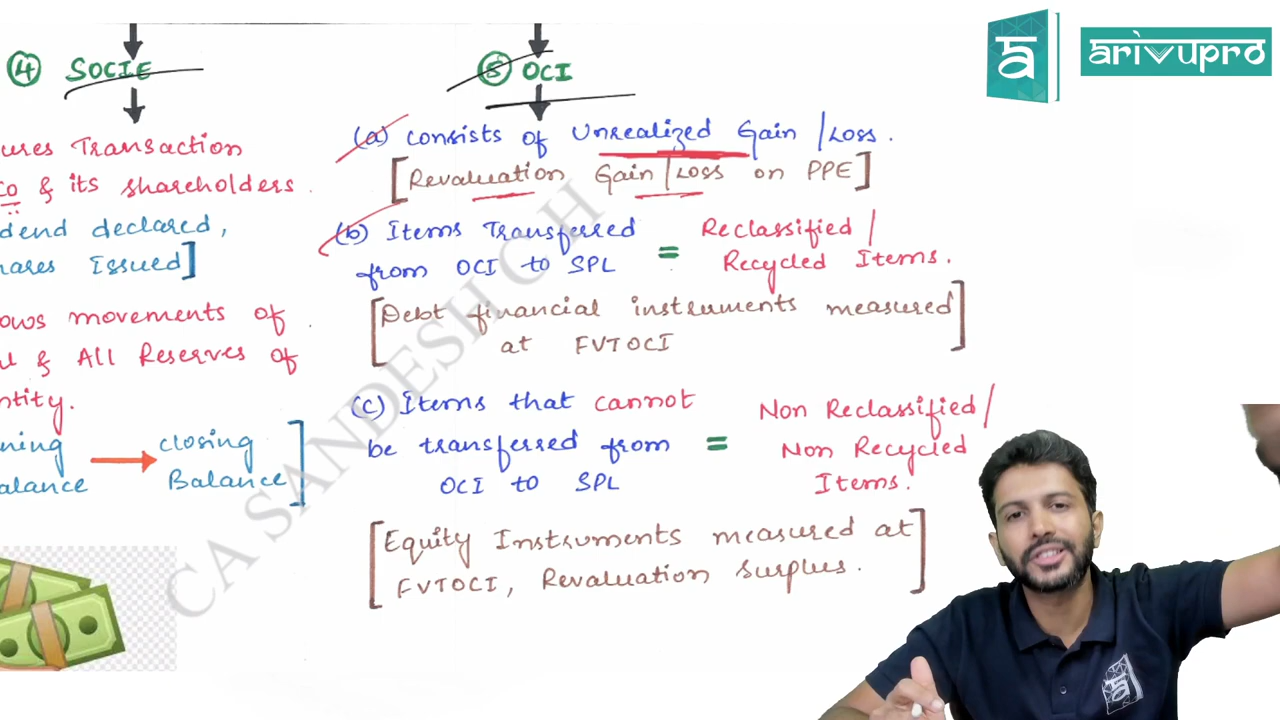 ④ SOCIE
ures Transaction
co & its shareholders.
dend declared,
hares Issued]
ows movements of
& All Reserves of
ntity.
ning
alance
closing
Balance
⑤ OCI
(a) consists of Unrealized Gain / Loss.
[Revaluation Gain / Loss on PPE]
(b) Items Transferred
from OCI to SPL
=
Reclassified /
Recycled Items.
[Debt financial instruments measured
at FVTOCI]
(c) Items that cannot
be transferred from
OCI to SPL
=
Non Reclassified /
Non Recycled
Items.
[Equity Instruments measured at
FVTOCI, Revaluation surplus.]
CA SANDESH C H
arivupro